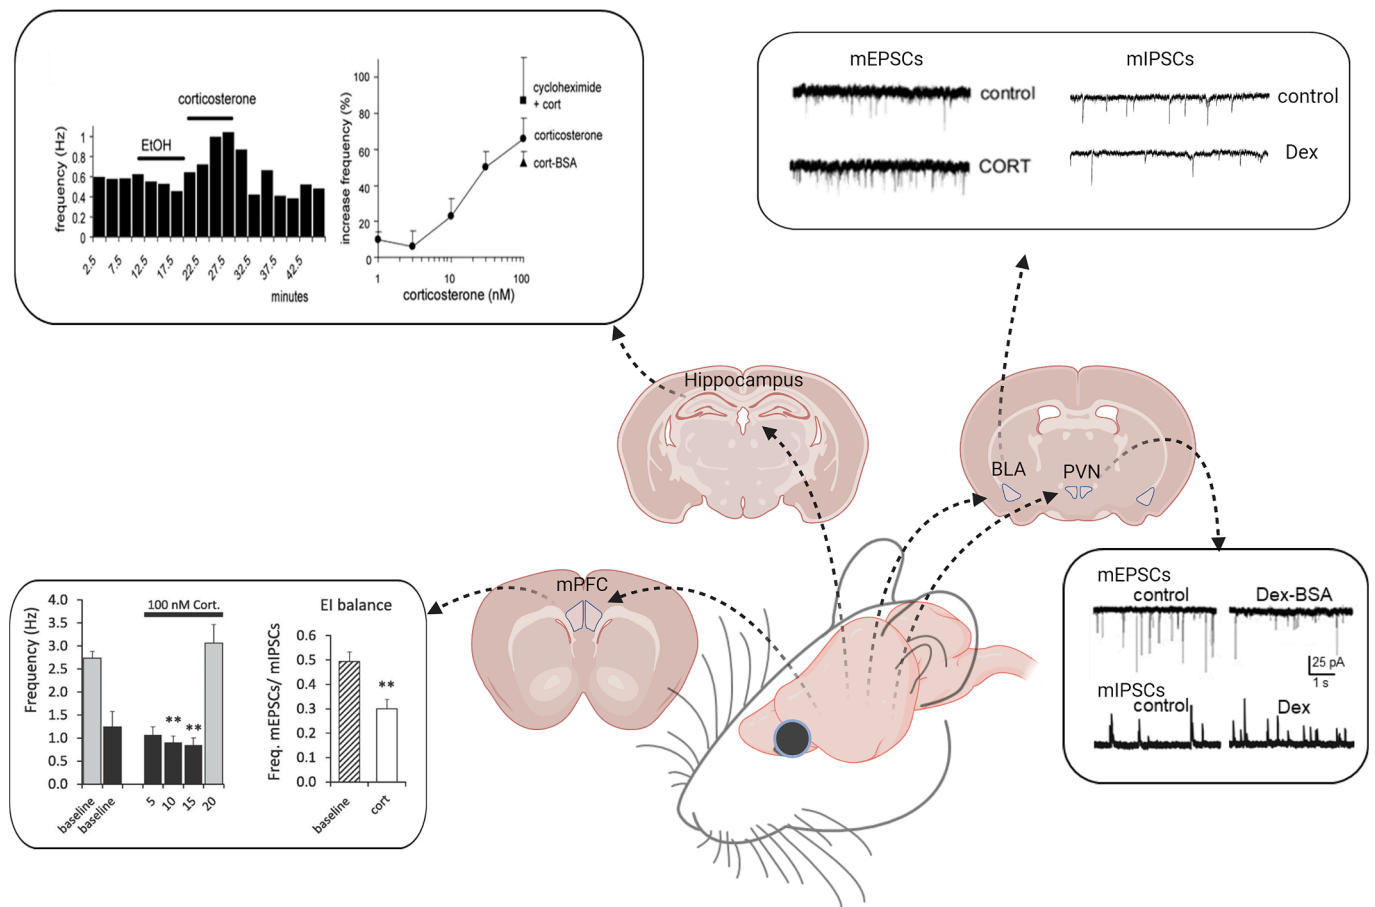 corticosterone
EtOH
frequency (Hz)
1
0.8
0.6
0.4
0.2
0
2.5
7.5
12.5
17.5
22.5
27.5
32.5
37.5
42.5
minutes
increase frequency (%)
100
80
60
40
20
0
1
10
100
corticosterone (nM)
cycloheximide
+ cort
corticosterone
cort-BSA
mEPSCs
control
CORT
mIPSCs
control
Dex
Hippocampus
BLA
PVN
mPFC
mEPSCs
control
Dex-BSA
25 pA
1 s
mIPSCs
control
Dex
100 nM Cort.
Frequency (Hz)
4.0
3.5
3.0
2.5
2.0
1.5
1.0
0.5
0.0
**
**
baseline
baseline
5
10
15
20
EI balance
Freq. mEPSCs/ mIPSCs
0.6
0.5
0.4
0.3
0.2
0.1
0.0
**
baseline
cort